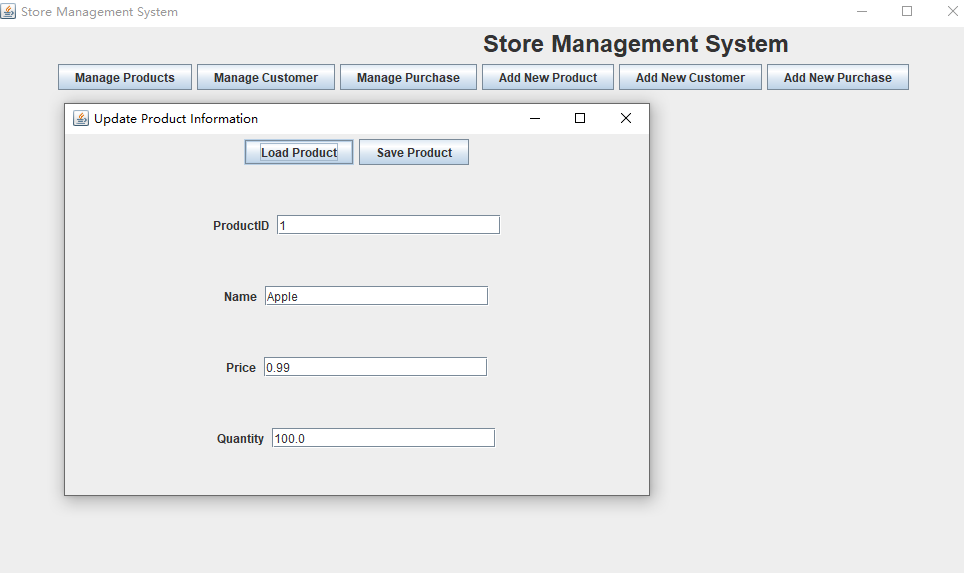 Store Management System
Store Management System
Manage Products Manage Customer Manage Purchase Add New Product Add New Customer Add New Purchase
Update Product Information
Load Product Save Product
ProductID 1
Name Apple
Price 0.99
Quantity 100.0